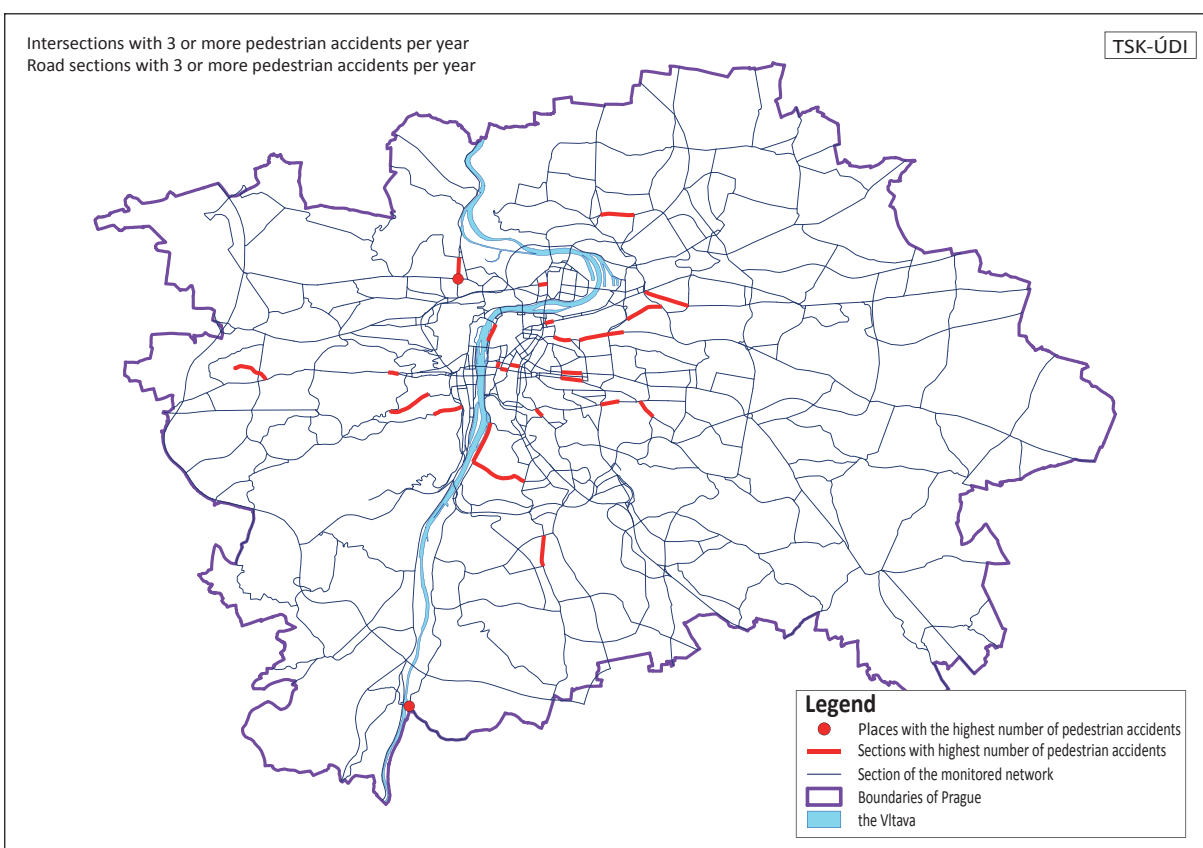 Intersections with 3 or more pedestrian accidents per year
Road sections with 3 or more pedestrian accidents per year
TSK-ÚDI
Legend
Places with the highest number of pedestrian accidents
Sections with highest number of pedestrian accidents
Section of the monitored network
Boundaries of Prague
the Vltava